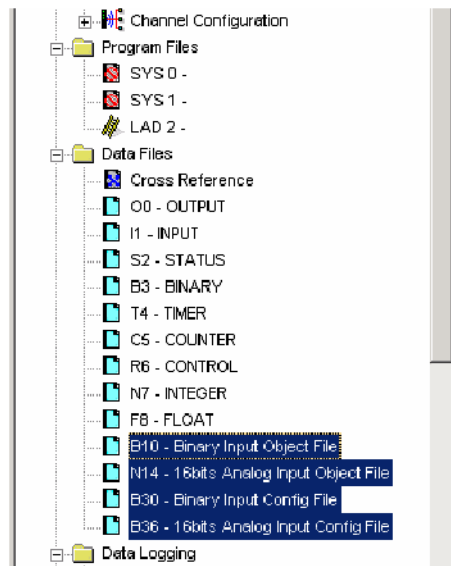 Channel Configuration
Program Files
SYS 0 -
SYS 1 -
LAD 2 -
Data Files
Cross Reference
O0 - OUTPUT
I1 - INPUT
S2 - STATUS
B3 - BINARY
T4 - TIMER
C5 - COUNTER
R6 - CONTROL
N7 - INTEGER
F8 - FLOAT
B10 - Binary Input Object File
N14 - 16bits Analog Input Object File
B30 - Binary Input Config File
B36 - 16bits Analog Input Config File
Data Logging